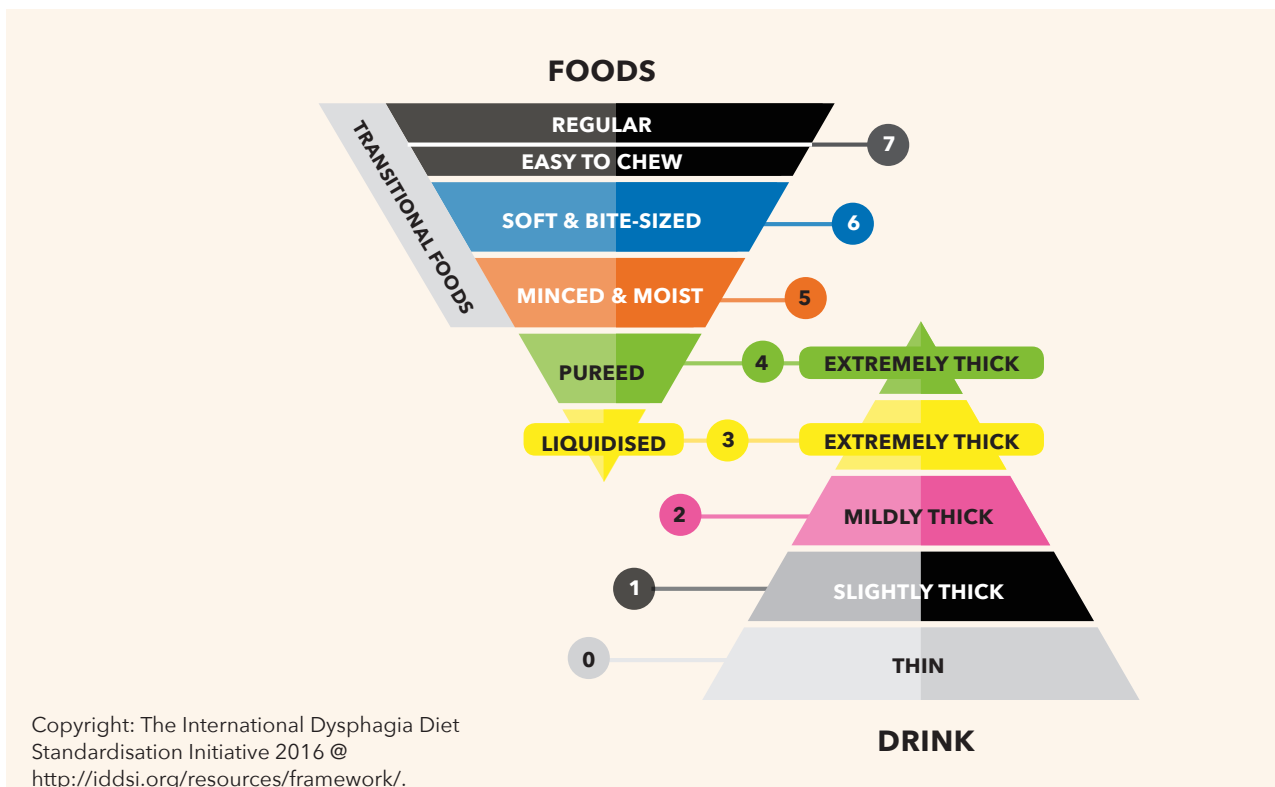 FOODS
TRANSITIONAL FOODS
REGULAR
EASY TO CHEW
7
SOFT & BITE-SIZED
6
MINCED & MOIST
5
PUREED
4
EXTREMELY THICK
LIQUIDISED
3
EXTREMELY THICK
2
MILDLY THICK
1
SLIGHTLY THICK
0
THIN
DRINK
Copyright: The International Dysphagia Diet
Standardisation Initiative 2016 @
http://iddsi.org/resources/framework/.